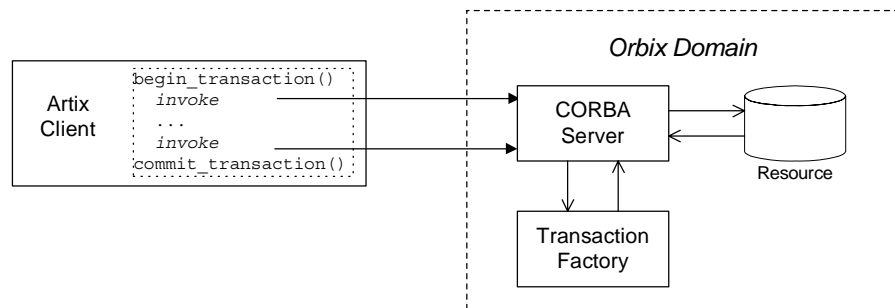 Orbix Domain
Artix
Client
begin_transaction()
invoke
...
invoke
commit_transaction()
CORBA
Server
Resource
Transaction
Factory